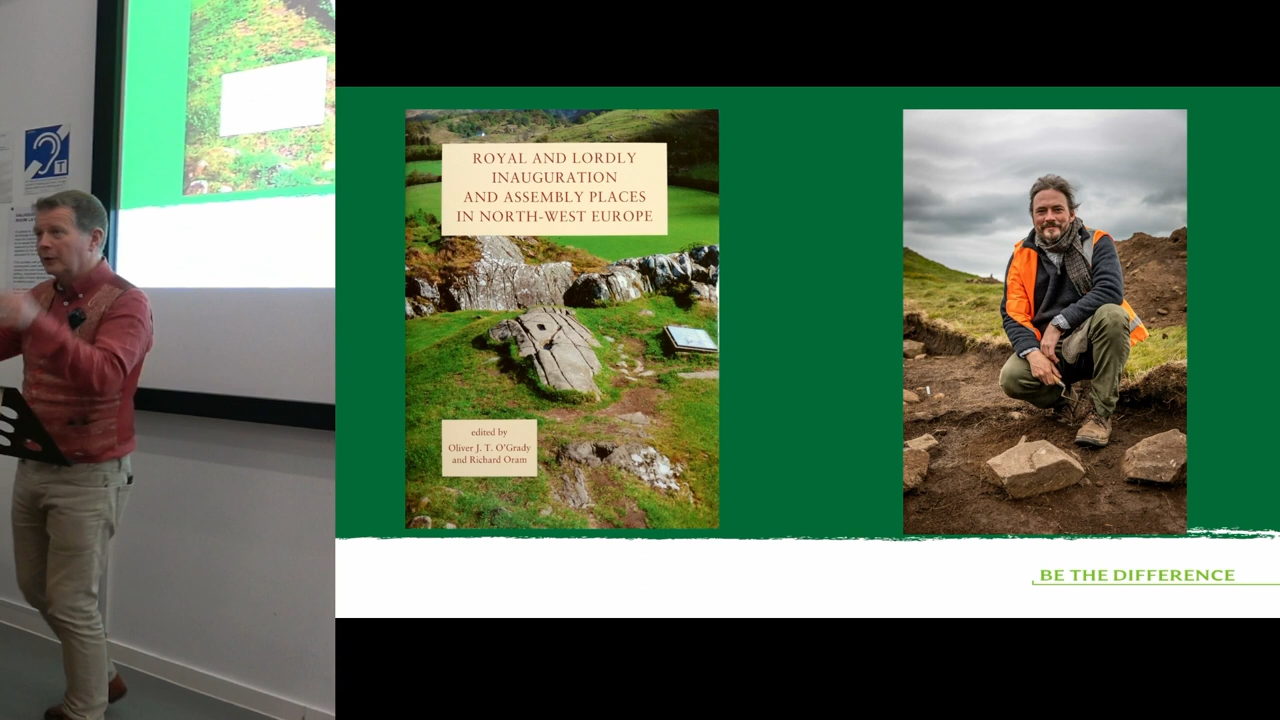 ROYAL AND LORDLY
INAUGURATION
AND ASSEMBLY PLACES
IN NORTH-WEST EUROPE
edited by
Oliver J. T. O'Grady
and Richard Oram
BE THE DIFFERENCE
T